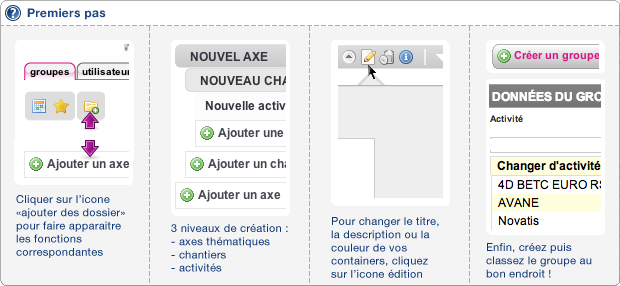 Premiers pas
groupes
utilisateur
Ajouter un axe
Cliquer sur l'icone
«ajouter des dossier»
pour faire apparaitre
les fonctions
correspondantes
NOUVEL AXE
NOUVEAU CHA
Nouvelle activ
Ajouter une
Ajouter un cha
Ajouter un axe
3 niveaux de création :
- axes thématiques
- chantiers
- activités
Pour changer le titre,
la description ou la
couleur de vos
containers, cliquez
sur l'icone édition
Créer un groupe
DONNÉES DU GRO
Activité
Changer d'activité
4D BETC EURO RS
AVANE
Novatis
Enfin, créez puis
classez le groupe au
bon endroit !